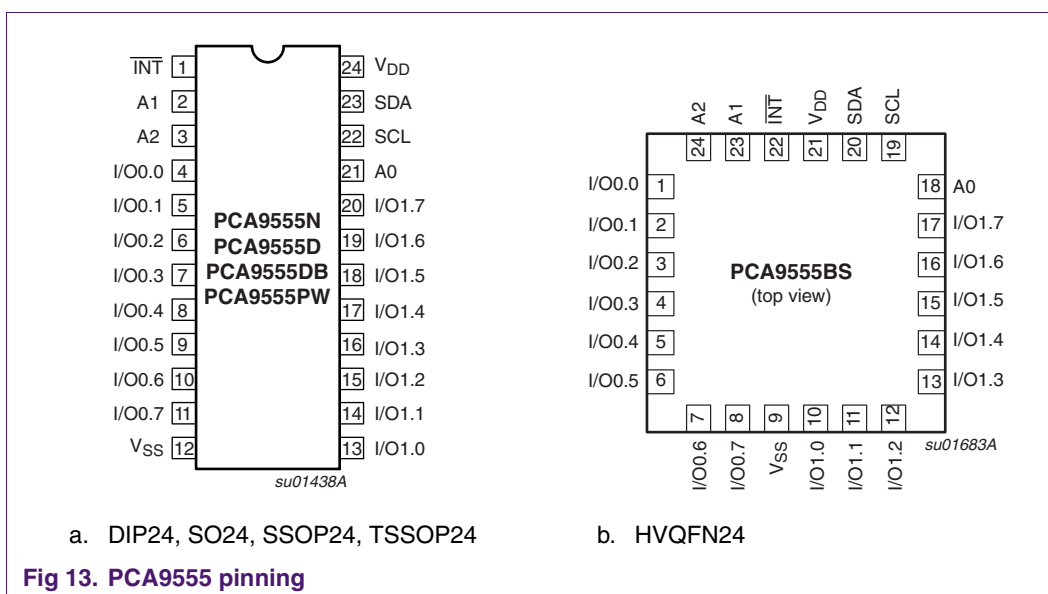 INT 1 24 VDD
A1 2 23 SDA
A2 3 22 SCL
I/O0.0 4 21 A0
I/O0.1 5 20 I/O1.7
I/O0.2 6 19 I/O1.6
I/O0.3 7 18 I/O1.5
I/O0.4 8 17 I/O1.4
I/O0.5 9 16 I/O1.3
I/O0.6 10 15 I/O1.2
I/O0.7 11 14 I/O1.1
VSS 12 13 I/O1.0
PCA9555N
PCA9555D
PCA9555DB
PCA9555PW
su01438A
a. DIP24, SO24, SSOP24, TSSOP24
A2 A1 INT VDD SDA SCL
24 23 22 21 20 19
I/O0.0 1 18 A0
I/O0.1 2 17 I/O1.7
I/O0.2 3 16 I/O1.6
I/O0.3 4 15 I/O1.5
I/O0.4 5 14 I/O1.4
I/O0.5 6 13 I/O1.3
PCA9555BS
(top view)
7 8 9 10 11 12
I/O0.6 I/O0.7 VSS I/O1.0 I/O1.1 I/O1.2
su01683A
b. HVQFN24
Fig 13. PCA9555 pinning